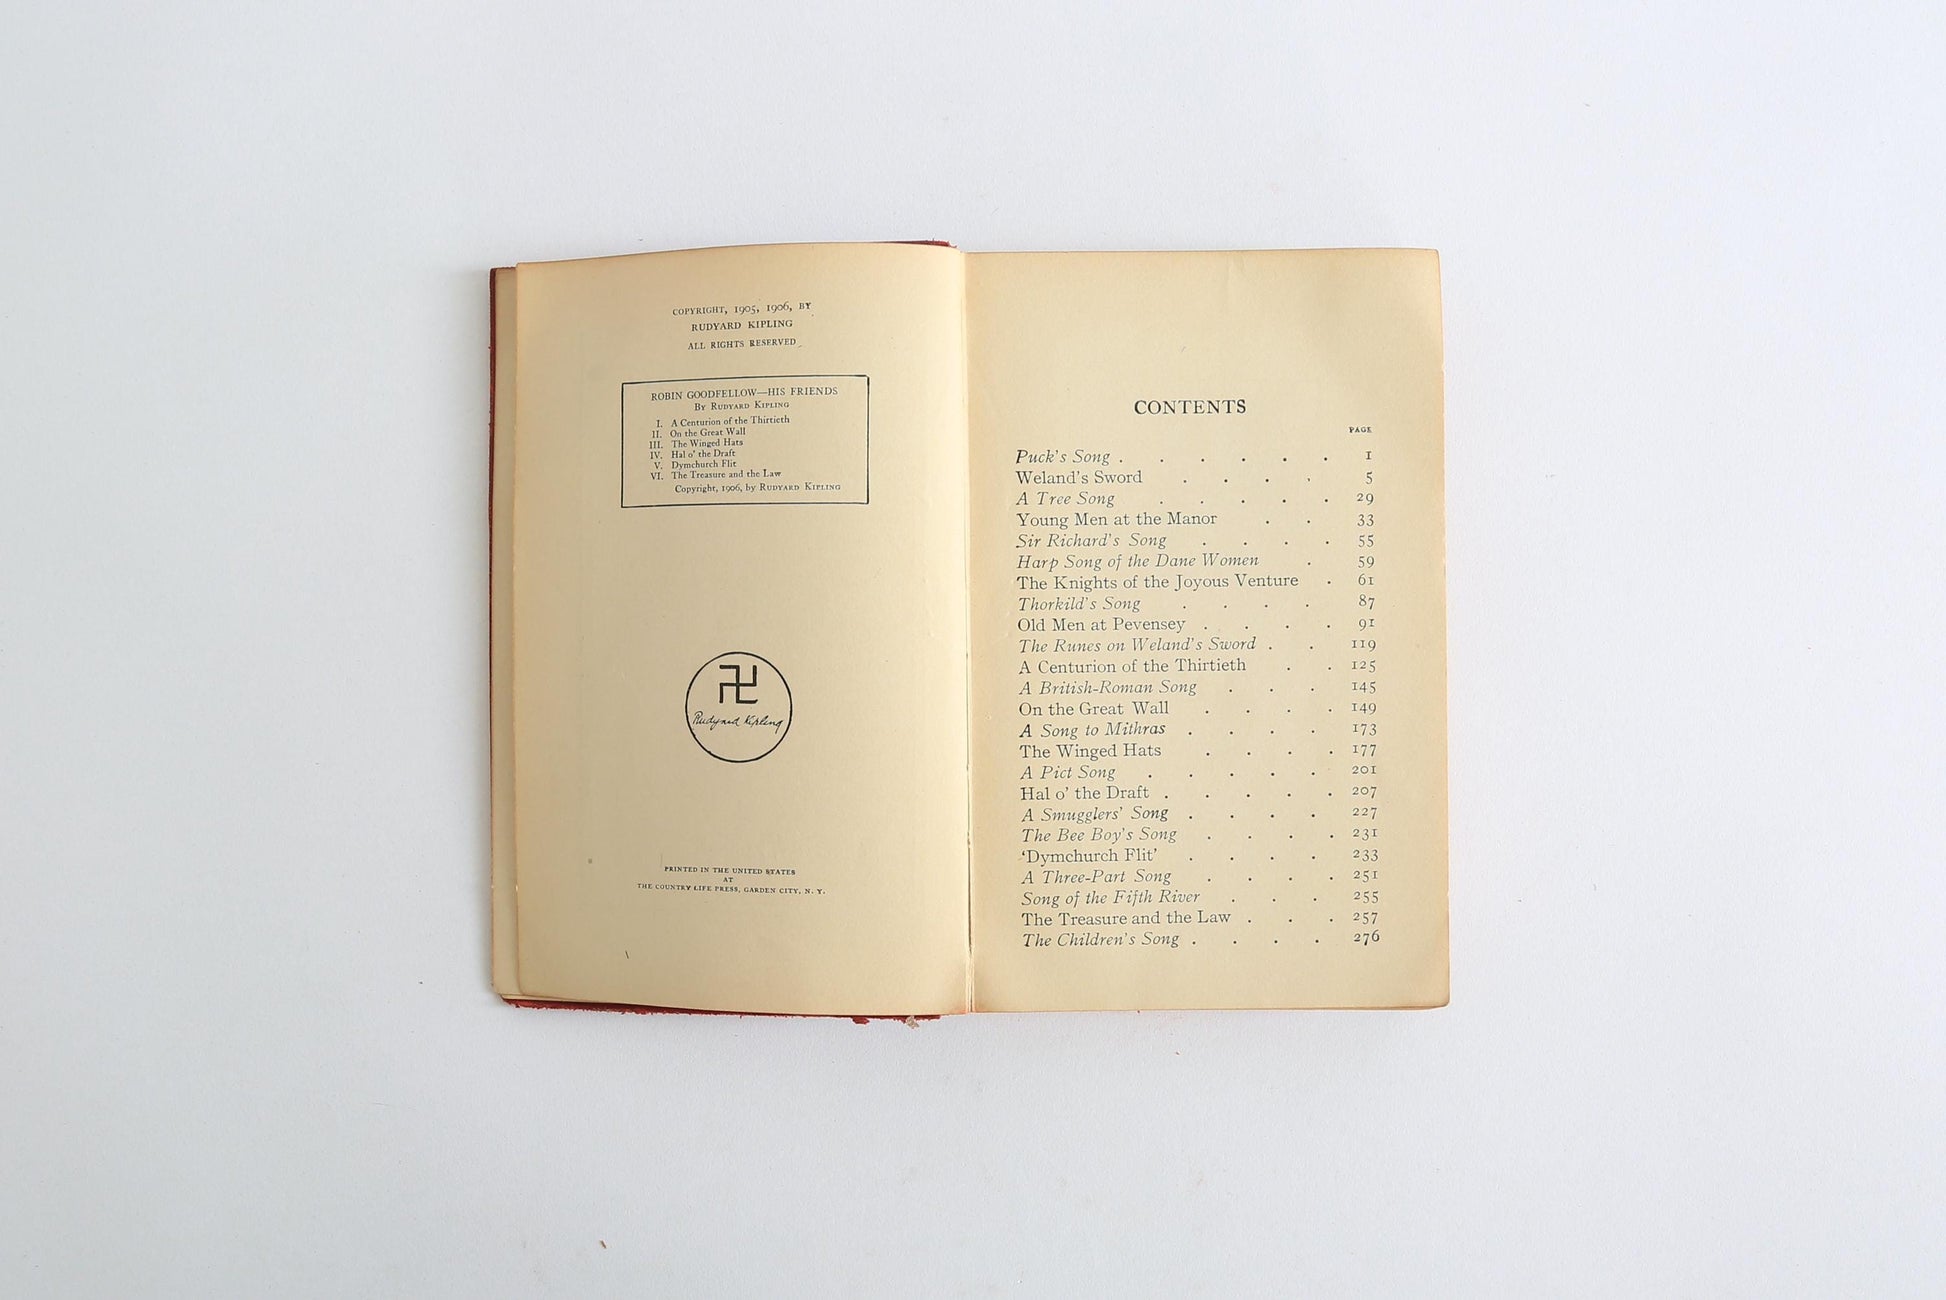 COPYRIGHT, 1905, 1906, BY
RUDYARD KIPLING
ALL RIGHTS RESERVED
ROBIN GOODFELLOW—HIS FRIENDS
By Rudyard Kipling
I. A Centurion of the Thirtieth
II. On the Great Wall
III. The Winged Hats
IV. Hal o' the Draft
V. Dymchurch Flit
VI. The Treasure and the Law
Copyright, 1906, by Rudyard Kipling
Rudyard Kipling
PRINTED IN THE UNITED STATES
AT
THE COUNTRY LIFE PRESS, GARDEN CITY, N. Y.
CONTENTS
PAGE
Puck's Song . . . . . . 1
Weland's Sword . . . . 5
A Tree Song . . . . . 29
Young Men at the Manor . . 33
Sir Richard's Song . . . . 55
Harp Song of the Dane Women . 59
The Knights of the Joyous Venture . 61
Thorkild's Song . . . . 87
Old Men at Pevensey . . . . 91
The Runes on Weland's Sword . . 119
A Centurion of the Thirtieth . . 125
A British-Roman Song . . . 145
On the Great Wall . . . . 149
A Song to Mithras . . . . 173
The Winged Hats . . . . 177
A Pict Song . . . . . 201
Hal o' the Draft . . . . . 207
A Smugglers' Song . . . . 227
The Bee Boy's Song . . . . 231
'Dymchurch Flit' . . . . 233
A Three-Part Song . . . . 251
Song of the Fifth River . . . 255
The Treasure and the Law . . . 257
The Children's Song . . . . 276